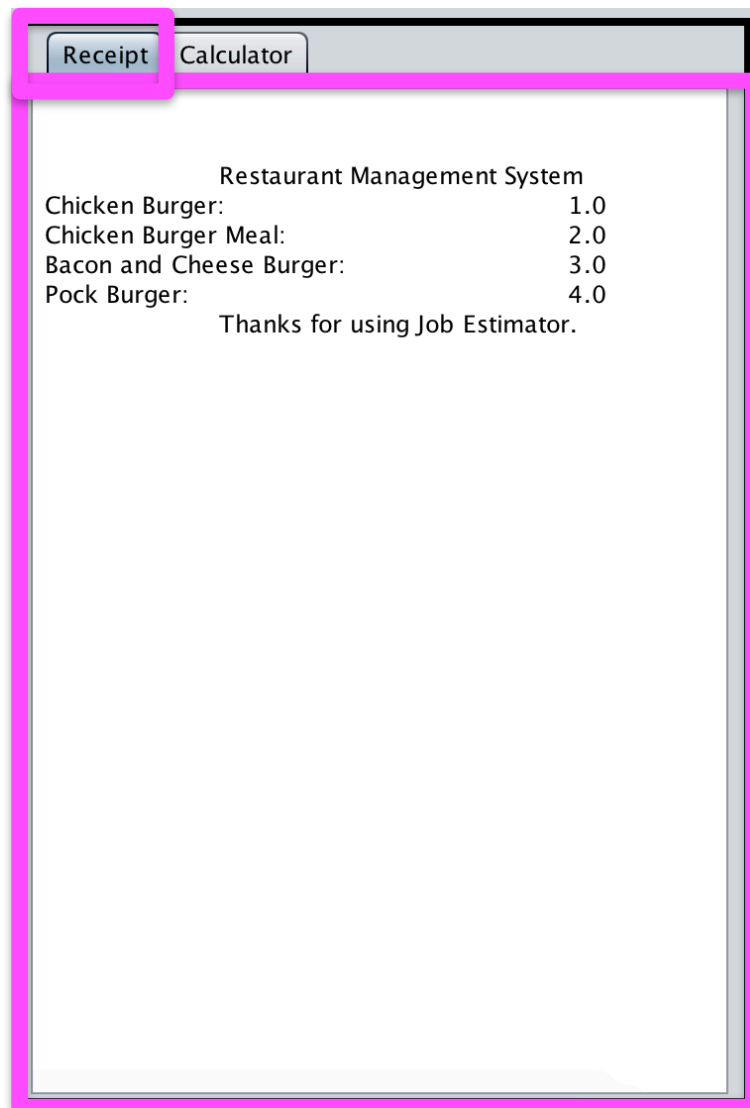 Receipt Calculator
Restaurant Management System
Chicken Burger: 1.0
Chicken Burger Meal: 2.0
Bacon and Cheese Burger: 3.0
Pock Burger: 4.0
Thanks for using Job Estimator.